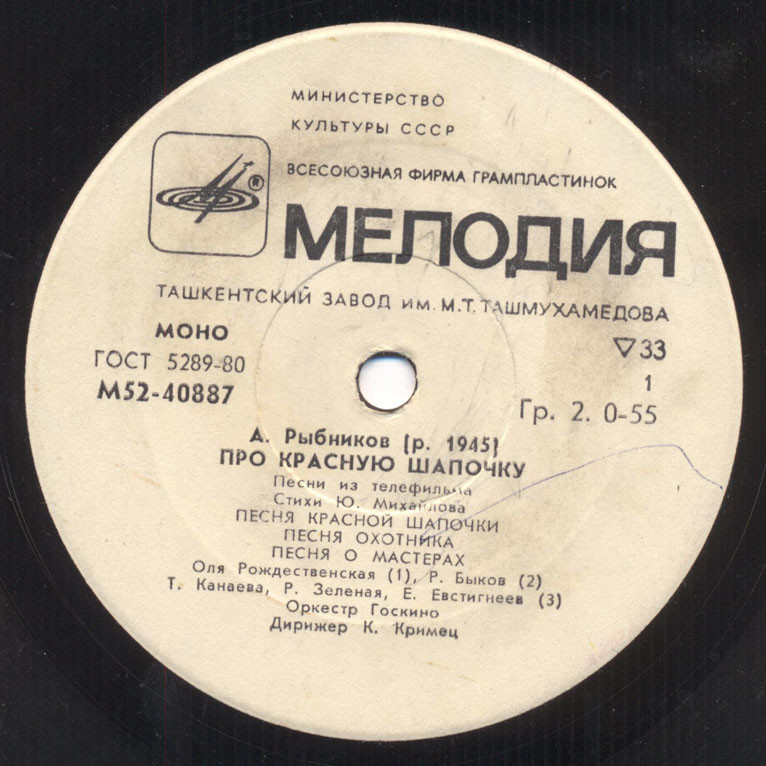 МИНИСТЕРСТВО
КУЛЬТУРЫ СССР
ВСЕСОЮЗНАЯ ФИРМА ГРАМПЛАСТИНОК
®
МЕЛОДИЯ
ТАШКЕНТСКИЙ ЗАВОД ИМ. М.Т. ТАШМУХАМЕДОВА
МОНО
ГОСТ 5289-80
М52-40887
▽33
1
Гр. 2. 0-55
А. Рыбников (р. 1945)
ПРО КРАСНУЮ ШАПОЧКУ
Песни из телефильма
Стихи Ю. Михайлова
ПЕСНЯ КРАСНОЙ ШАПОЧКИ
ПЕСНЯ ОХОТНИКА
ПЕСНЯ О МАСТЕРАХ
Оля Рождественская (1), Р. Быков (2)
Т. Канаева, Р. Зеленая, Е. Евстигнеев (3)
Оркестр Госкино
Дирижер К. Кримец